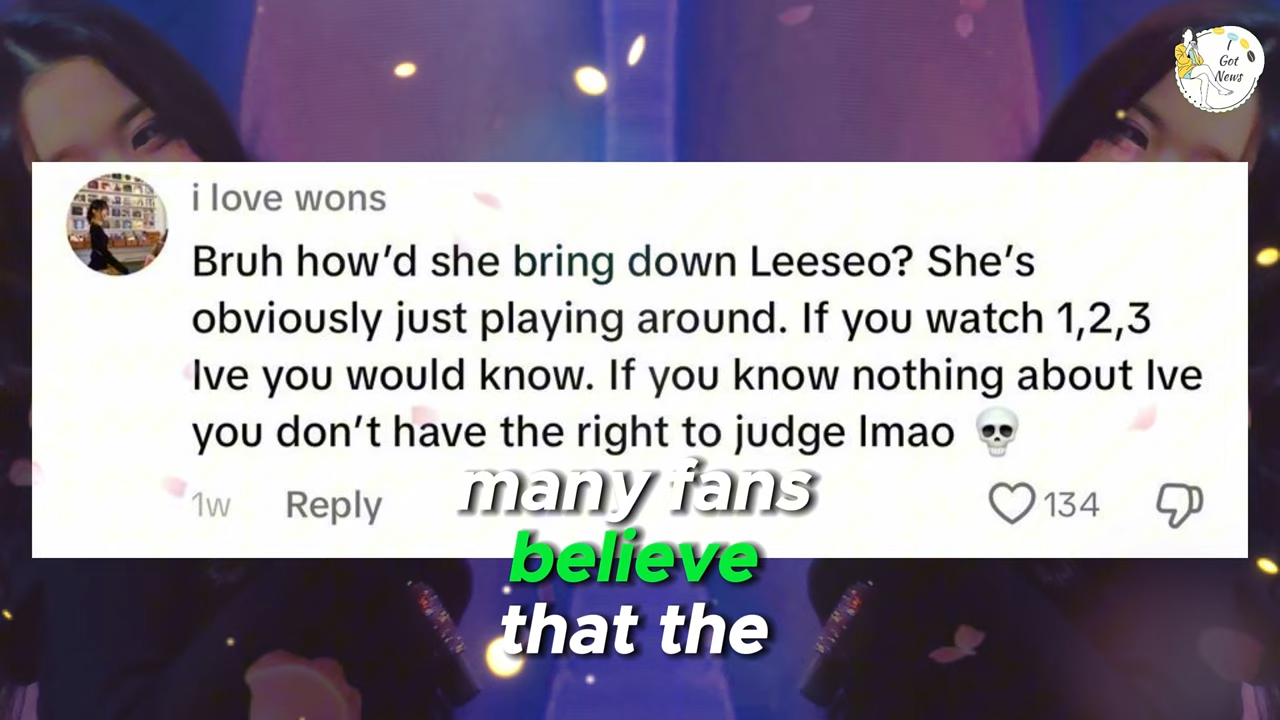 I
Got
News
i love wons
Bruh how'd she bring down Leeseo? She's
obviously just playing around. If you watch 1,2,3
Ive you would know. If you know nothing about Ive
you don't have the right to judge lmao 💀
1w Reply 134
many fans
believe
that the